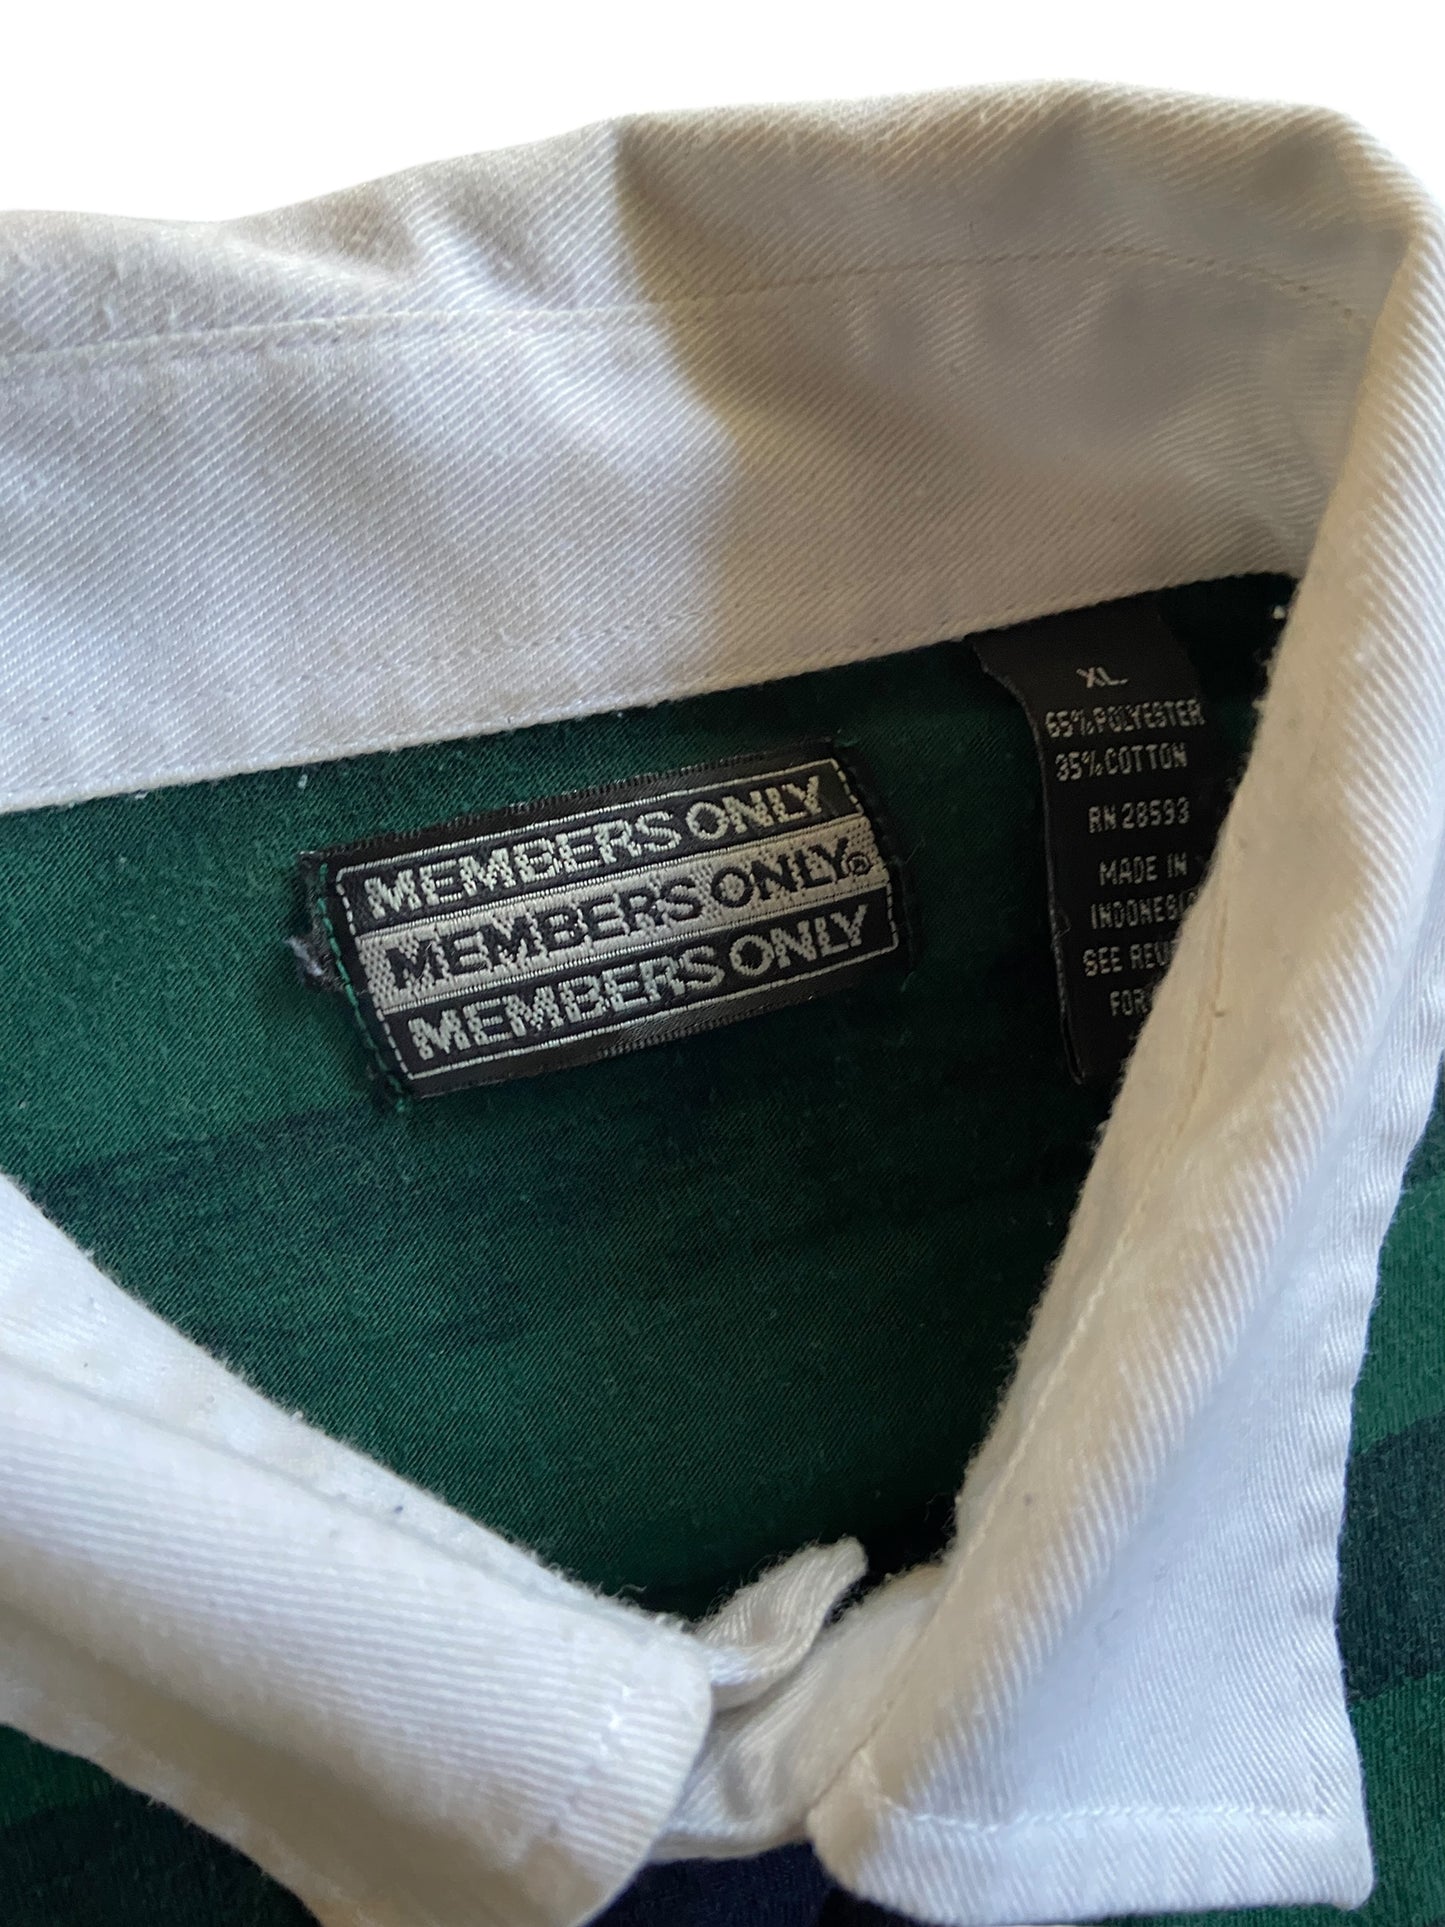 MEMBERS ONLY
MEMBERS ONLY®
MEMBERS ONLY
XL.
65% POLYESTER
35% COTTON
RN 28593
MADE IN
INDONESIA
SEE